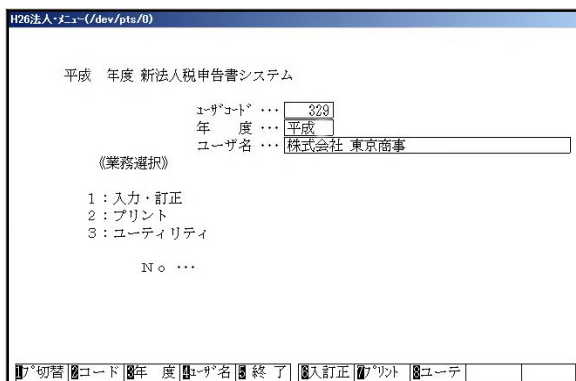 H26法人・メニュー(/dev/pts/0)
平成 年度 新法人税申告書システム
ユーザコード … 329
年 度 … 平成
ユーザ名 … 株式会社 東京商事
《業務選択》
1：入力・訂正
2：プリント
3：ユーティリティ
No …
1プ切替 2コード 3年 度 4ユーザ名 5終 了 6入訂正 7プリント 8ユーテ